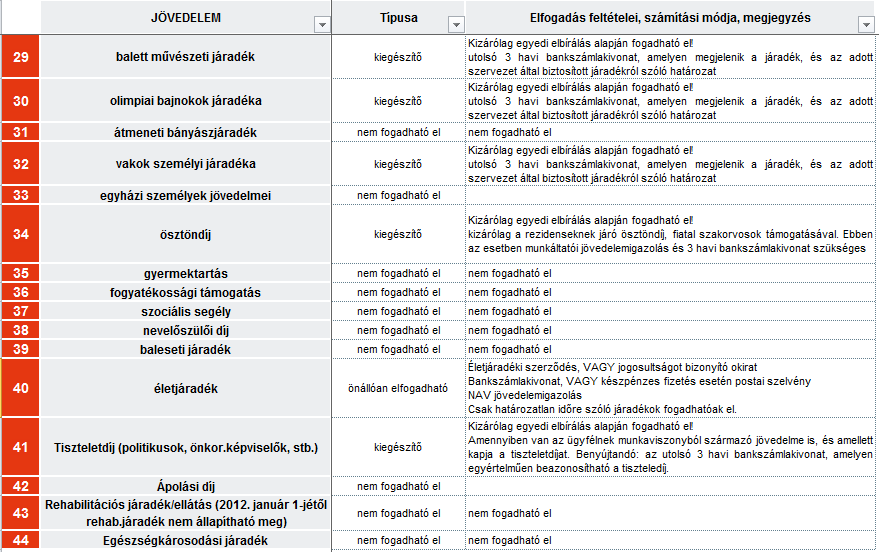 JÖVEDELEM Típusa Elfogadás feltételei, számítási módja, megjegyzés
29 balett művészeti járadék kiegészítő Kizárólag egyedi elbírálás alapján fogadható el!
utolsó 3 havi bankszámlakivonat, amelyen megjelenik a járadék, és az adott
szervezet által biztosított járadékról szóló határozat
30 olimpiai bajnokok járadéka kiegészítő Kizárólag egyedi elbírálás alapján fogadható el!
utolsó 3 havi bankszámlakivonat, amelyen megjelenik a járadék, és az adott
szervezet által biztosított járadékról szóló határozat
31 átmeneti bányászjáradék nem fogadható el nem fogadható el
32 vakok személyi járadéka kiegészítő Kizárólag egyedi elbírálás alapján fogadható el!
utolsó 3 havi bankszámlakivonat, amelyen megjelenik a járadék, és az adott
szervezet által biztosított járadékról szóló határozat
33 egyházi személyek jövedelmei nem fogadható el
34 ösztöndíj kiegészítő Kizárólag egyedi elbírálás alapján fogadható el!
kizárólag a rezidenseknek járó ösztöndíj, fiatal szakorvosok támogatásával. Ebben
az esetben munkáltatói jövedelemigazolás és 3 havi bankszámlakivonat szükséges
35 gyermektartás nem fogadható el nem fogadható el
36 fogyatékossági támogatás nem fogadható el nem fogadható el
37 szociális segély nem fogadható el nem fogadható el
38 nevelőszülői díj nem fogadható el nem fogadható el
39 baleseti járadék nem fogadható el nem fogadható el
40 életjáradék önállóan elfogadható Életjáradéki szerződés, VAGY jogosultságot bizonyító okirat
Bankszámlakivonat, VAGY készpénzes fizetés esetén postai szelvény
NAV jövedelemigazolás
Csak határozatlan időre szóló járadékok fogadhatóak el.
41 Tiszteletdíj (politikusok, önkor.képviselők, stb.) kiegészítő Kizárólag egyedi elbírálás alapján fogadható el!
Amennyiben van az ügyfélnek munkaviszonyból származó jövedelme is, és amellett
kapja a tiszteletdíjat. Benyújtandó: az utolsó 3 havi bankszámlakivonat, amelyen
egyértelműen beazonosítható a tiszteledíj.
42 Ápolási díj nem fogadható el
43 Rehabilitációs járadék/ellátás (2012. január 1-jétől
rehab.járadék nem állapítható meg) nem fogadható el nem fogadható el
44 Egészségkárosodási járadék nem fogadható el nem fogadható el